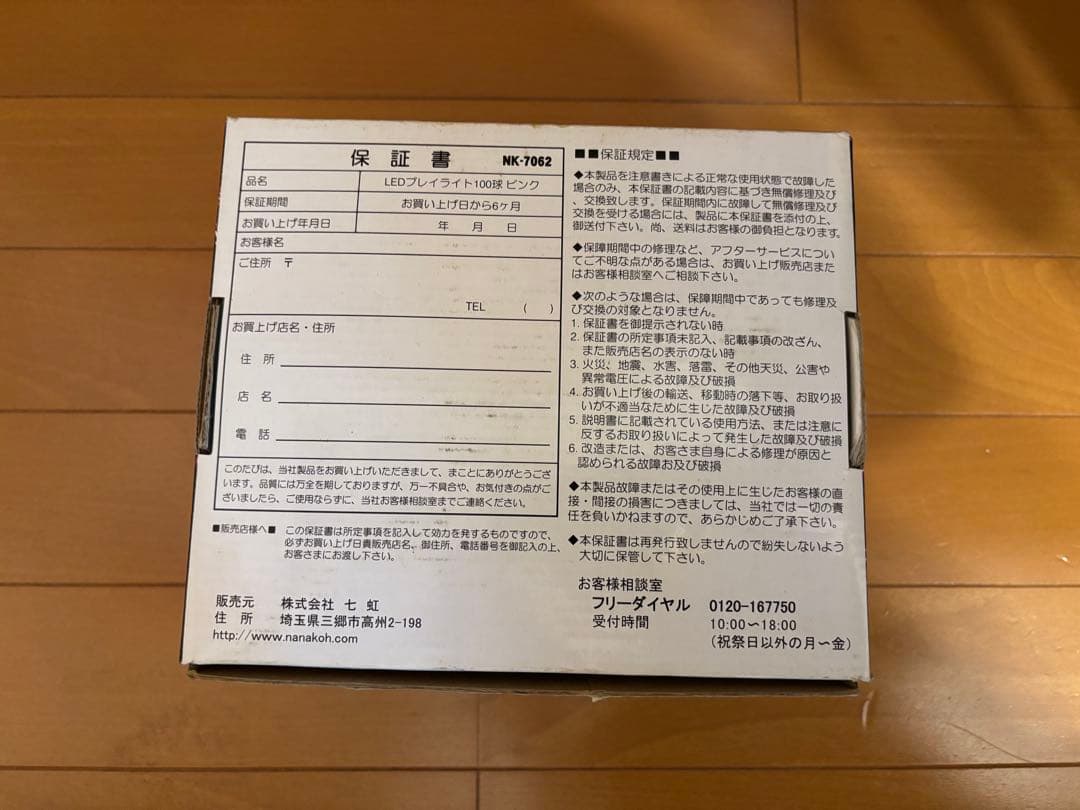 保証書 NK-7062
品名 LEDプレイライト100球 ピンク
保証期間 お買い上げ日から6ヶ月
お買い上げ年月日 年 月 日
お客様名
ご住所 〒
TEL ( )
お買上げ店名・住所
住所
店名
電話
このたびは、当社製品をお買い上げいただきまして、まことにありがとうござ
います。品質には万全を期しておりますが、万一不具合や、お気付きの点がご
ざいましたら、ご使用ならずに、当社お客様相談室までご連絡ください。
■販売店様へ■ この保証書は所定事項を記入して効力を発するものですので、
必ずお買い上げ日貴販売店名、御住所、電話番号を御記入の上、
お客さまにお渡し下さい。
販売元 株式会社 七虹
住所 埼玉県三郷市高州2-198
http://www.nanakoh.com
■■保証規定■■
◆本製品を注意書きによる正常な使用状態で故障した
場合のみ、本保証書の記載内容に基づき無償修理及び
、交換致します。保証期間内に故障して無償修理及び
交換を受ける場合には、製品に本保証書を添付の上、
御送付下さい。尚、送料はお客様の御負担となります。
◆保障期間中の修理など、アフターサービスについ
てご不明な点がある場合は、お買い上げ販売店また
はお客様相談室へご相談下さい。
◆次のような場合は、保障期間中であっても修理及
び交換の対象となりません。
1. 保証書を御提示されない時
2. 保証書の所定事項未記入、記載事項の改ざん、
また販売店名の表示のない時
3. 火災、地震、水害、落雷、その他天災、公害や
異常電圧による故障及び破損
4. お買い上げ後の輸送、移動時の落下等、お取り扱
いが不適当なために生じた故障及び破損
5. 説明書に記載されている使用方法、または注意に
反するお取り扱いによって発生した故障及び破損
6. 改造または、お客さま自身による修理が原因と
認められる故障お及び破損
◆本製品故障またはその使用上に生じたお客様の直
接・間接の損害につきましては、当社では一切の責
任を負いかねますので、あらかじめご了承下さい。
◆本保証書は再発行致しませんので紛失しないよう
大切に保管して下さい。
お客様相談室
フリーダイヤル 0120-167750
受付時間 10:00〜18:00
(祝祭日以外の月〜金)